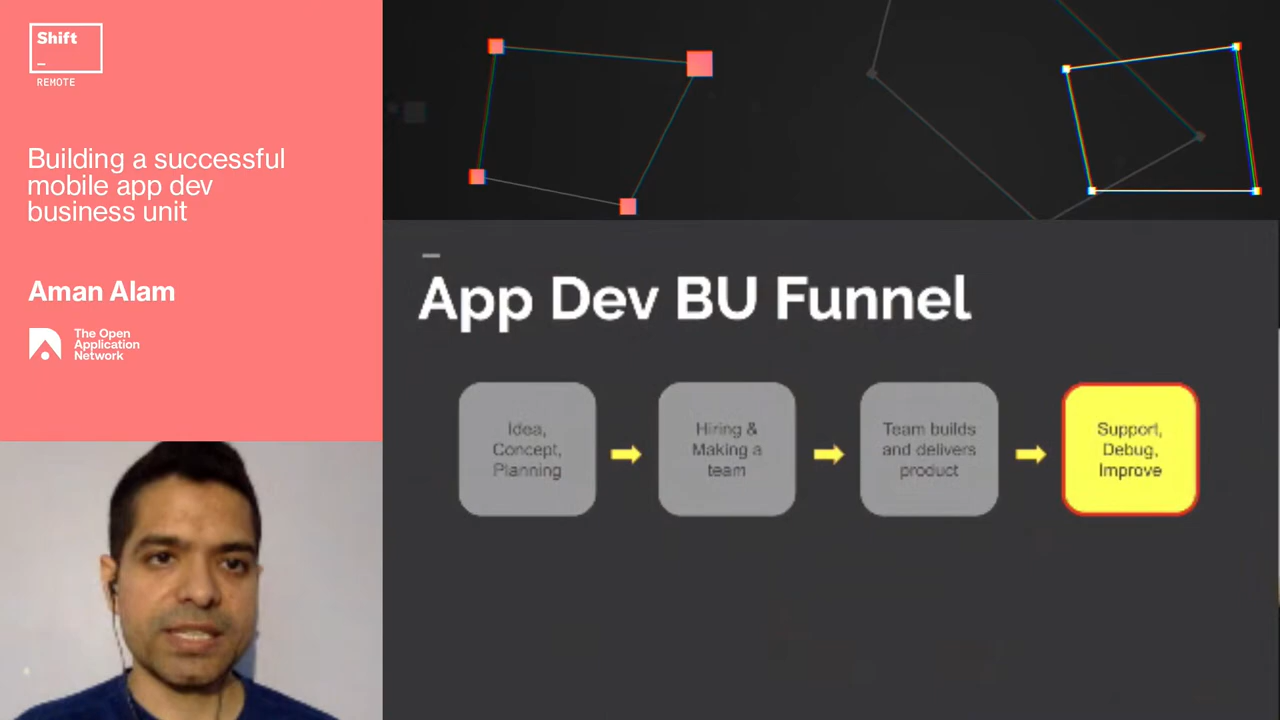 Shift
_
REMOTE
Building a successful
mobile app dev
business unit
Aman Alam
The Open
Application
Network
App Dev BU Funnel
Idea,
Concept,
Planning
Hiring &
Making a
team
Team builds
and delivers
product
Support,
Debug,
Improve